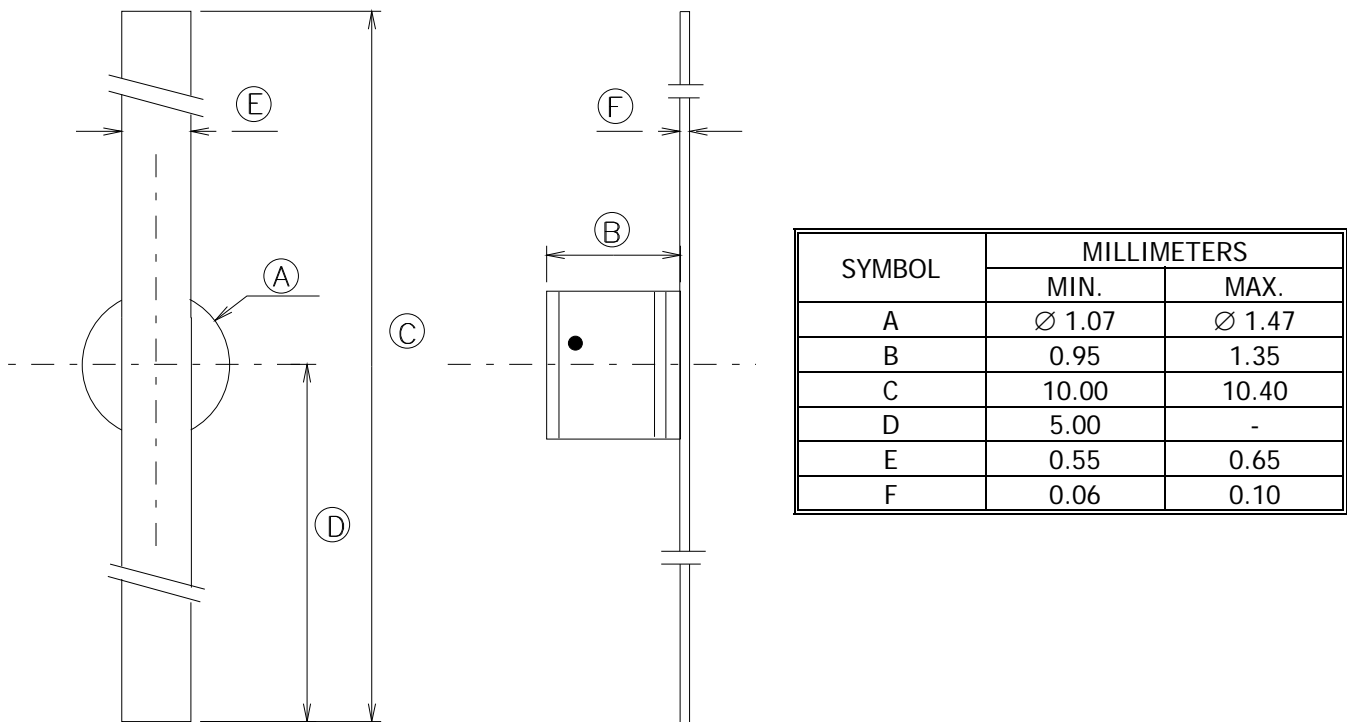 E
F
B
A
C
D
SYMBOL MILLIMETERS
MIN. MAX.
A ∅ 1.07 ∅ 1.47
B 0.95 1.35
C 10.00 10.40
D 5.00 -
E 0.55 0.65
F 0.06 0.10